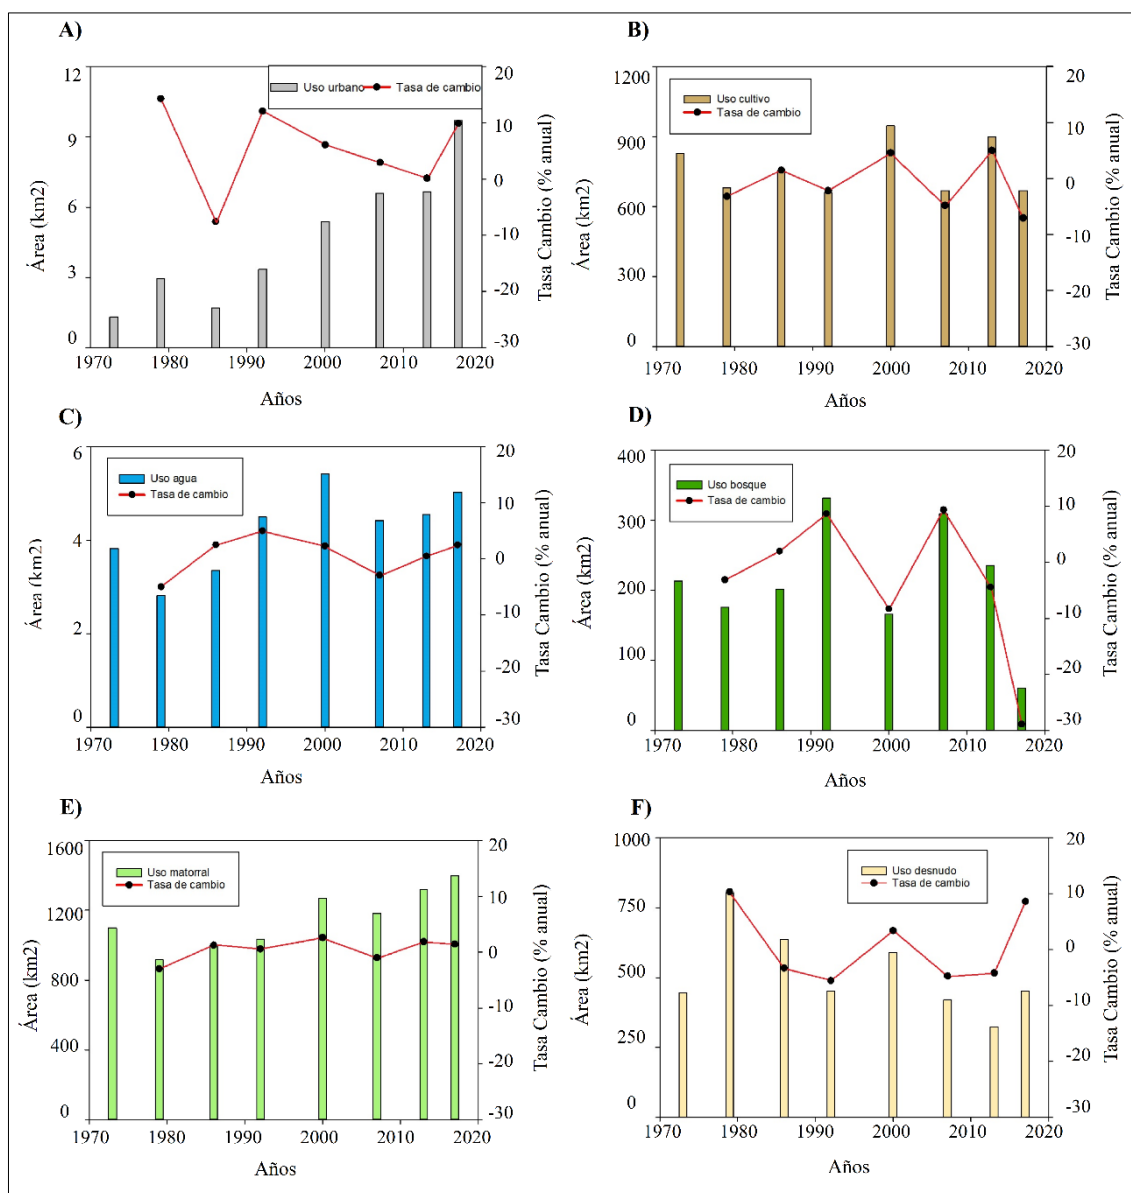 A)
12
9
6
3
0
Área (km2)
Uso urbano
Tasa de cambio
20
10
0
-10
-20
-30
Tasa Cambio (% anual)
1970 1980 1990 2000 2010 2020
Años
B)
1200
900
600
300
0
Área (km2)
Uso cultivo
Tasa de cambio
20
10
0
-10
-20
-30
Tasa Cambio (% anual)
1970 1980 1990 2000 2010 2020
Años
C)
6
4
2
0
Área (km2)
Uso agua
Tasa de cambio
20
10
0
-10
-20
-30
Tasa Cambio (% anual)
1970 1980 1990 2000 2010 2020
Años
D)
400
300
200
100
0
Área (km2)
Uso bosque
Tasa de cambio
20
10
0
-10
-20
-30
Tasa Cambio (% anual)
1970 1980 1990 2000 2010 2020
Años
E)
1600
1200
800
400
0
Área (km2)
Uso matorral
Tasa de cambio
20
10
0
-10
-20
-30
Tasa Cambio (% anual)
1970 1980 1990 2000 2010 2020
Años
F)
1000
750
500
250
0
Área (km2)
Uso desnudo
Tasa de cambio
20
10
0
-10
-20
-30
Tasa Cambio (% anual)
1970 1980 1990 2000 2010 2020
Años